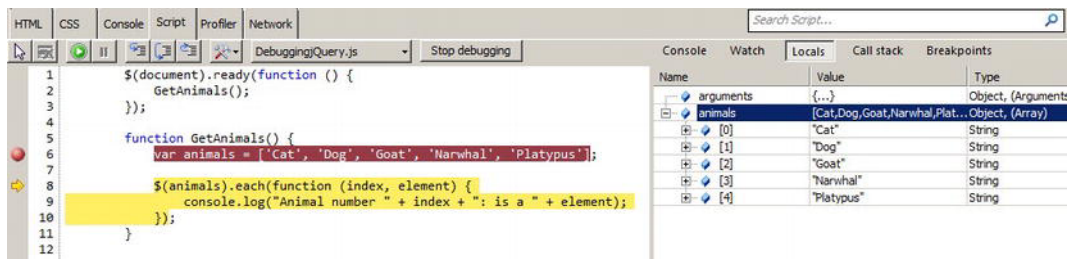 HTML CSS Console Script Profiler Network Search Script...
DebuggingjQuery.js Stop debugging Console Watch Locals Call stack Breakpoints
1 $(document).ready(function () {
2 GetAnimals();
3 });
4
5 function GetAnimals() {
6 var animals = ['Cat', 'Dog', 'Goat', 'Narwhal', 'Platypus'];
7
8 $(animals).each(function (index, element) {
9 console.log("Animal number " + index + ": is a " + element);
10 });
11 }
12
Name Value Type
arguments {...} Object, (Arguments
animals [Cat,Dog,Goat,Narwhal,Plat... Object, (Array)
[0] "Cat" String
[1] "Dog" String
[2] "Goat" String
[3] "Narwhal" String
[4] "Platypus" String